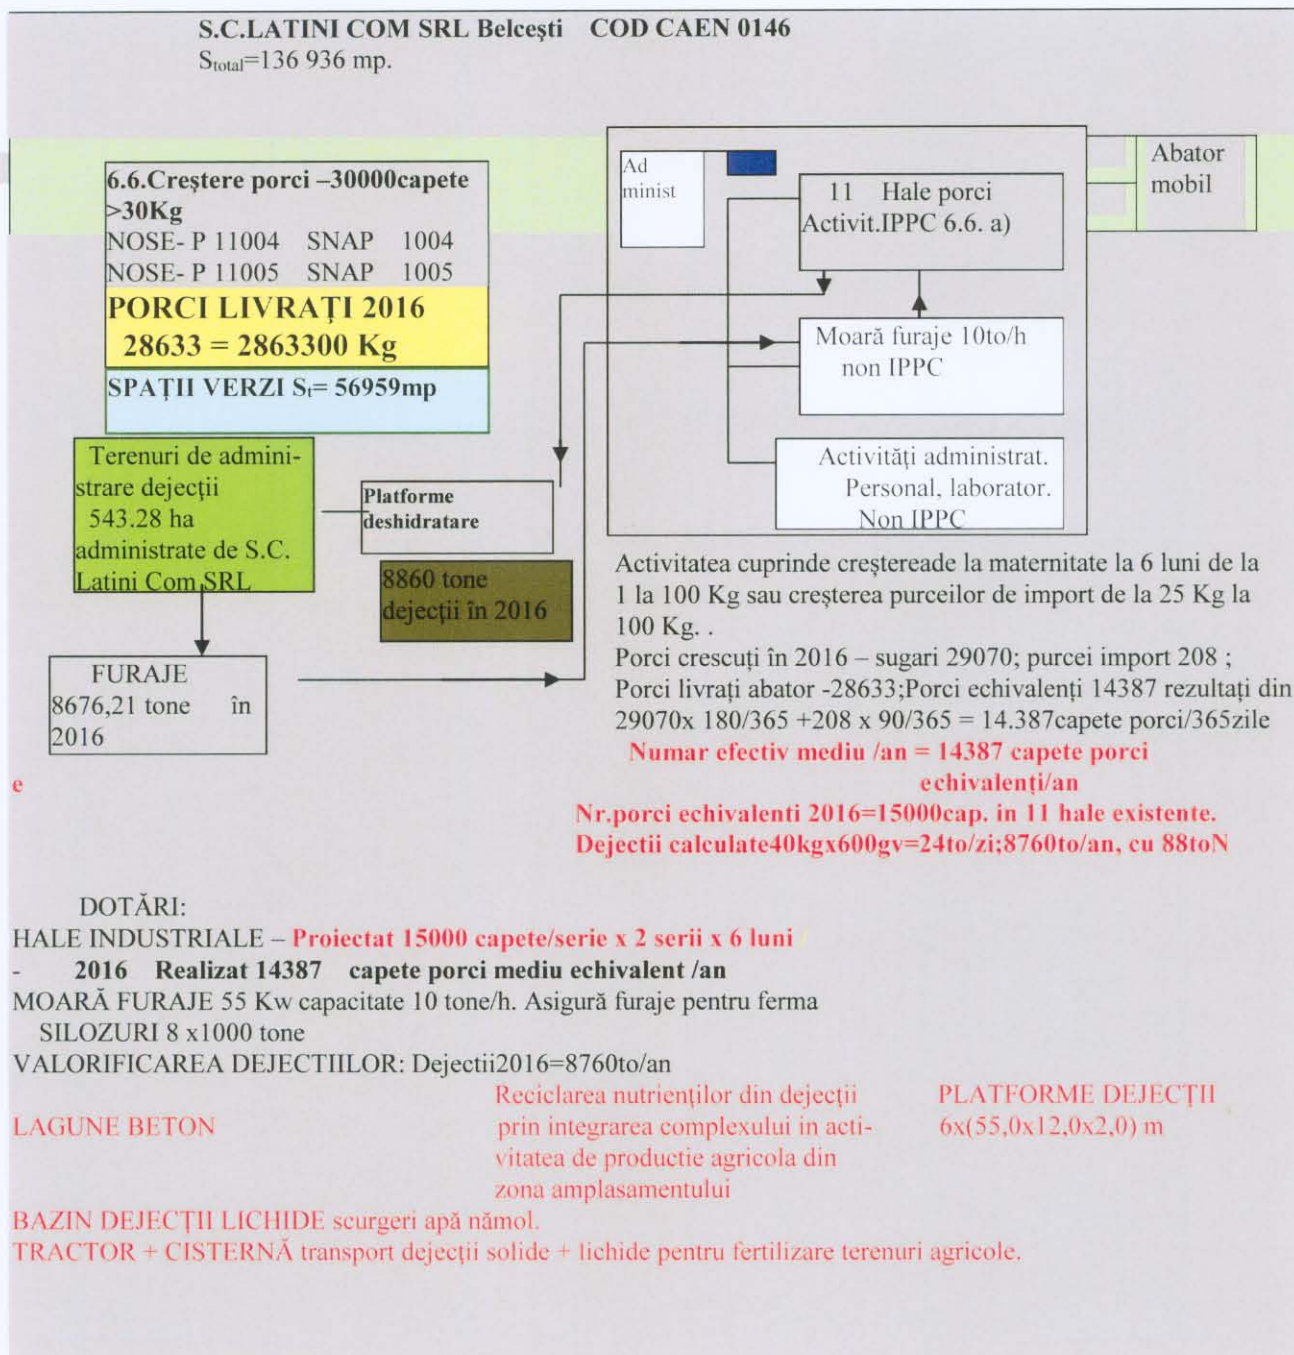 S.C.LATINI COM SRL Belcești COD CAEN 0146
Stotal=136 936 mp.
6.6.Creștere porci –30000capete
>30Kg
NOSE- P 11004 SNAP 1004
NOSE- P 11005 SNAP 1005
PORCI LIVRAȚI 2016
28633 = 2863300 Kg
SPAȚII VERZI St= 56959mp
Ad
minist
11 Hale porci
Activit.IPPC 6.6. a)
Abator
mobil
Moară furaje 10to/h
non IPPC
Activități administrat.
Personal, laborator.
Non IPPC
Terenuri de admini-
strare dejecții
543.28 ha
administrate de S.C.
Latini Com SRL
Platforme
deshidratare
8860 tone
dejecții în 2016
FURAJE
8676,21 tone în
2016
Activitatea cuprinde creștereade la maternitate la 6 luni de la
1 la 100 Kg sau creșterea purceilor de import de la 25 Kg la
100 Kg. .
Porci crescuți în 2016 – sugari 29070; purcei import 208 ;
Porci livrați abator -28633;Porci echivalenți 14387 rezultați din
29070x 180/365 +208 x 90/365 = 14.387capete porci/365zile
Numar efectiv mediu /an = 14387 capete porci
echivalenți/an
e
Nr.porci echivalenti 2016=15000cap. in 11 hale existente.
Dejectii calculate40kgx600gv=24to/zi;8760to/an, cu 88toN
DOTĂRI:
HALE INDUSTRIALE – Proiectat 15000 capete/serie x 2 serii x 6 luni /
- 2016 Realizat 14387 capete porci mediu echivalent /an
MOARĂ FURAJE 55 Kw capacitate 10 tone/h. Asigură furaje pentru ferma
SILOZURI 8 x1000 tone
VALORIFICAREA DEJECTIILOR: Dejectii2016=8760to/an
LAGUNE BETON
Reciclarea nutrienților din dejecții
prin integrarea complexului in acti-
vitatea de productie agricola din
zona amplasamentului
PLATFORME DEJECȚII
6x(55,0x12,0x2,0) m
BAZIN DEJECȚII LICHIDE scurgeri apă nămol.
TRACTOR + CISTERNĂ transport dejecții solide + lichide pentru fertilizare terenuri agricole.